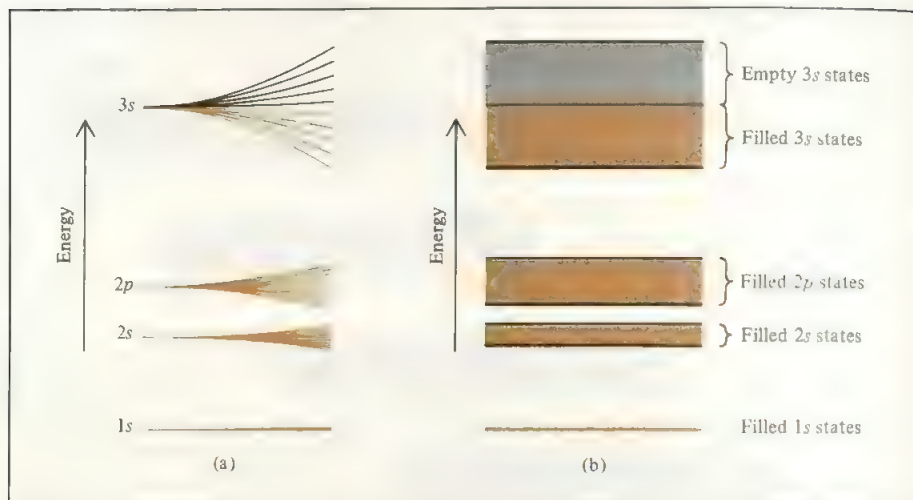 3s
Energy
2p
2s
1s
(a)
Energy
Empty 3s states
Filled 3s states
Filled 2p states
Filled 2s states
Filled 1s states
(b)